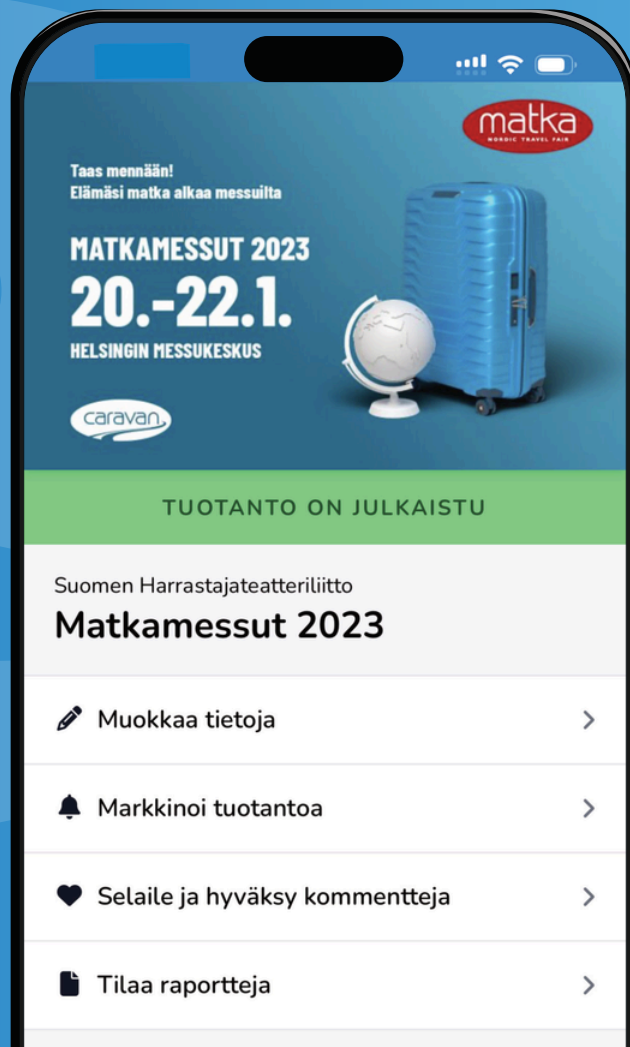 matka
NORDIC TRAVEL FAIR
Taas mennään!
Elämäsi matka alkaa messuilta
MATKAMESSUT 2023
20.-22.1.
HELSINGIN MESSUKESKUS
caravan
TUOTANTO ON JULKAISTU
Suomen Harrastajateatteriliitto
Matkamessut 2023
Muokkaa tietoja
Markkinoi tuotantoa
Selaile ja hyväksy kommentteja
Tilaa raportteja